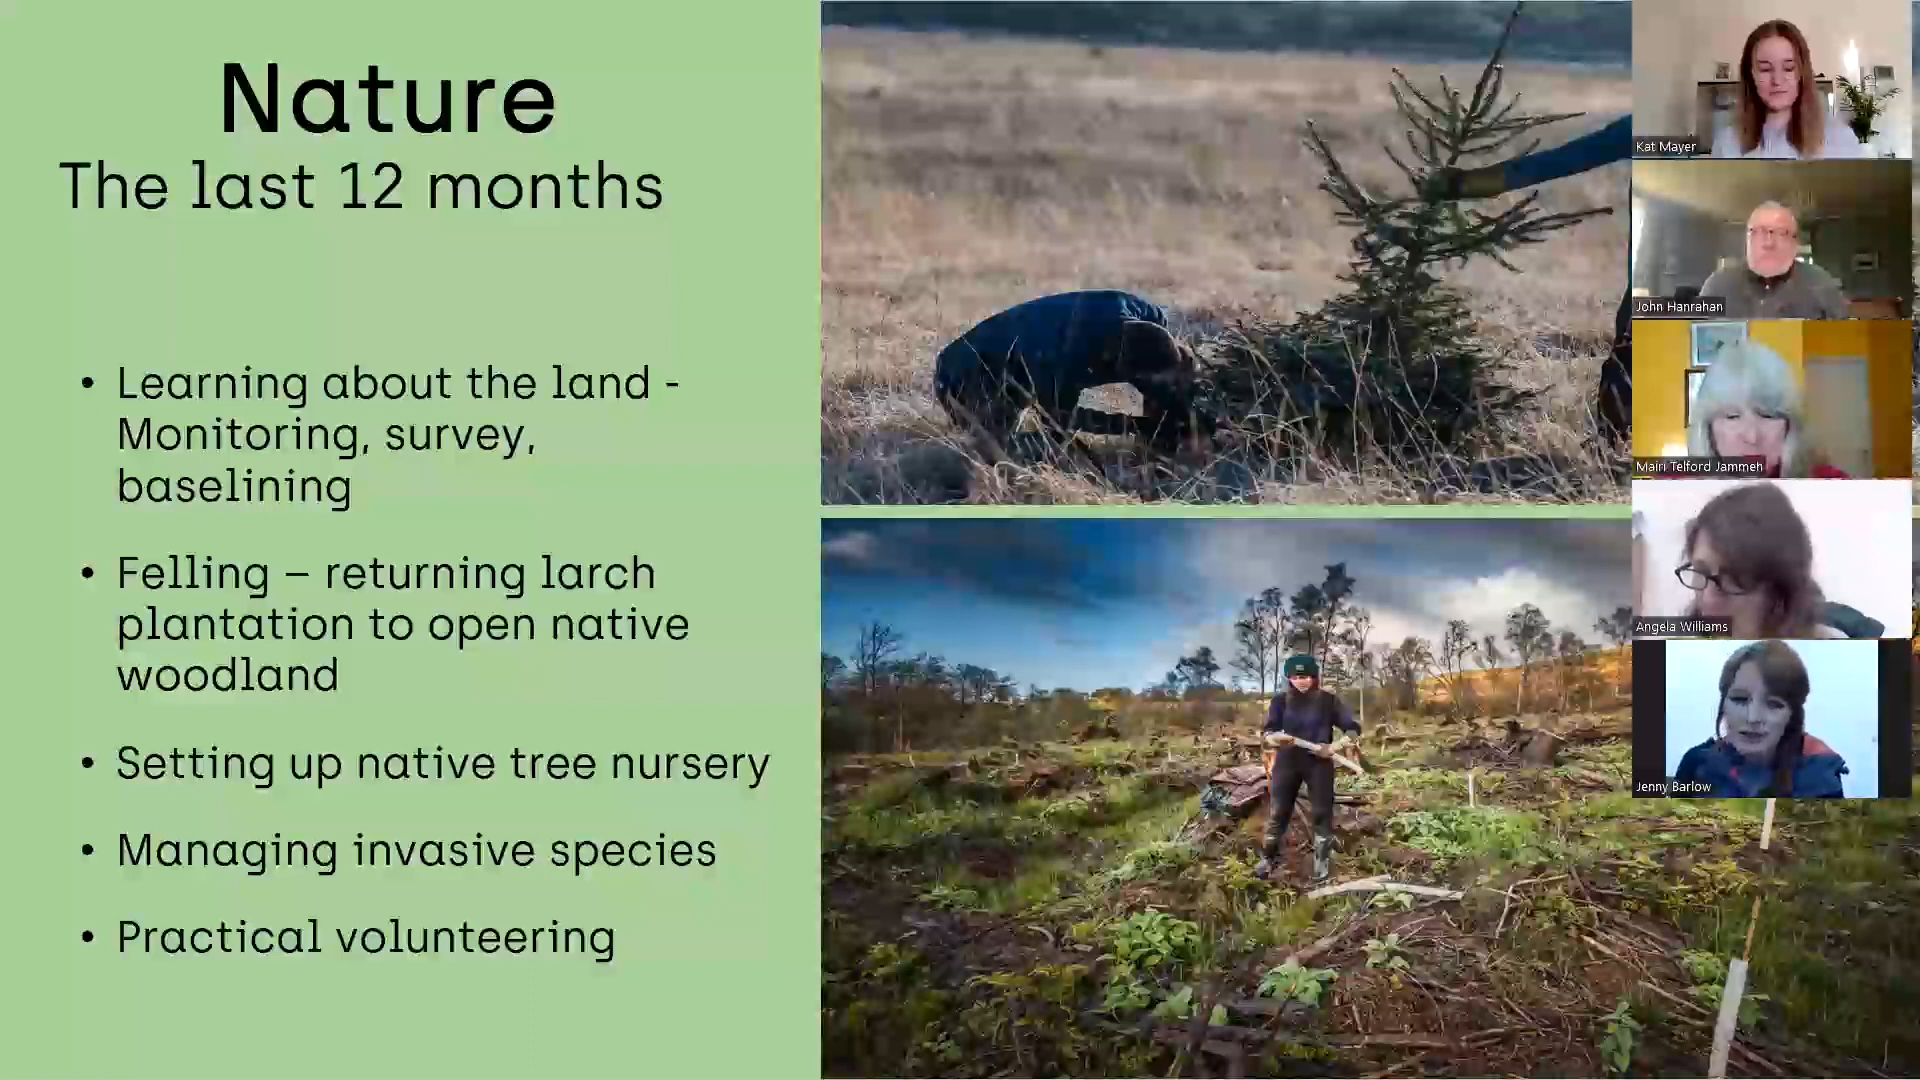 Nature
The last 12 months
• Learning about the land -
Monitoring, survey,
baselining
• Felling – returning larch
plantation to open native
woodland
• Setting up native tree nursery
• Managing invasive species
• Practical volunteering
Kat Mayer
John Hanrahan
Mairi Telford Jammeh
Angela Williams
Jenny Barlow